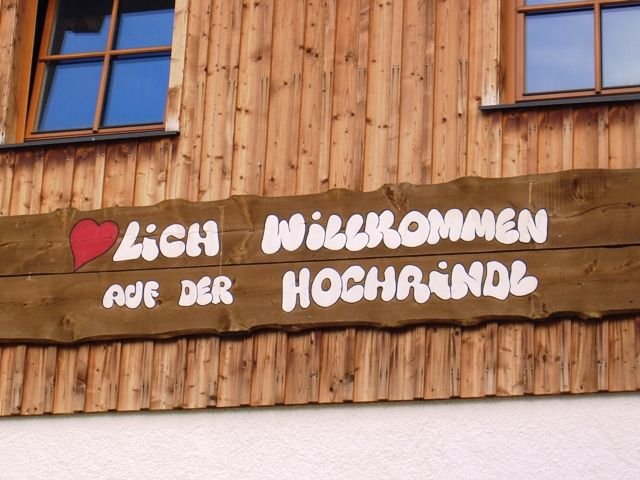 ❤LiCH WiLLKOMMEN
AUF DER HOCHRiNDL